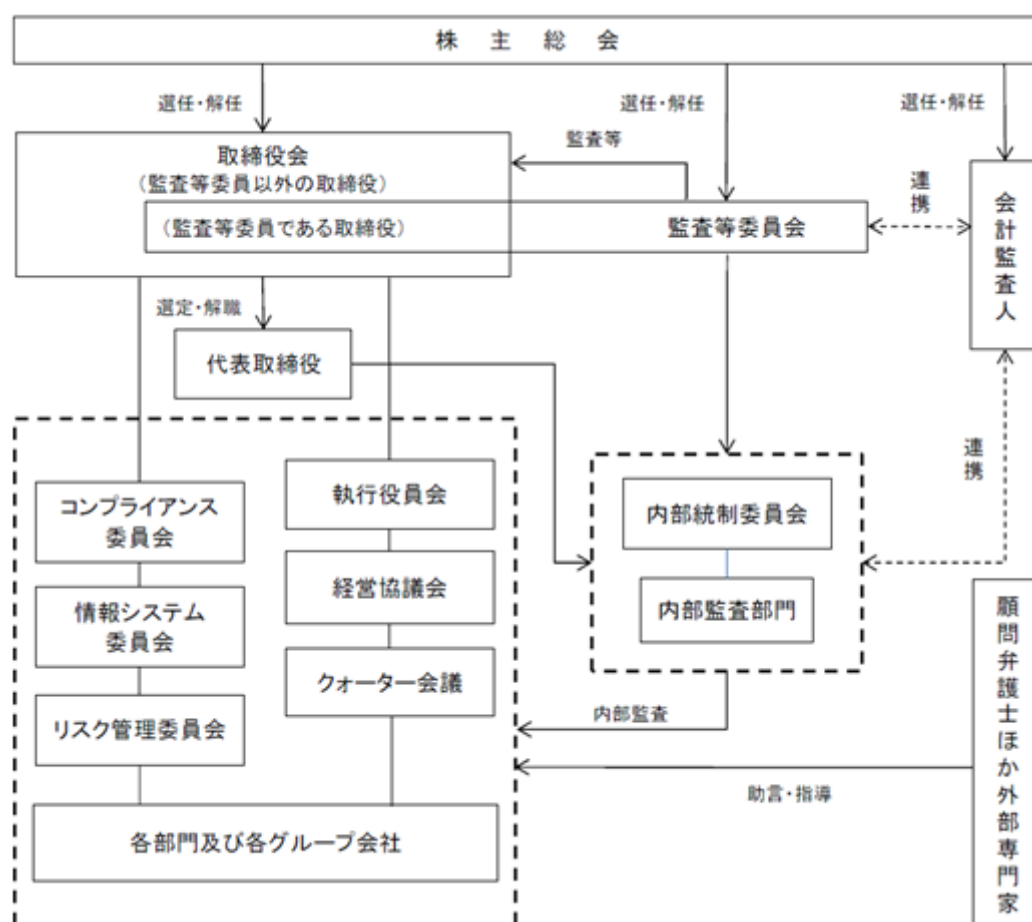 株主総会
選任・解任
選任・解任
選任・解任
取締役会
(監査等委員以外の取締役)
監査等
(監査等委員である取締役)
監査等委員会
連携
会計監査人
選定・解職
代表取締役
連携
コンプライアンス
委員会
執行役員会
内部統制委員会
情報システム
委員会
経営協議会
内部監査部門
クォーター会議
リスク管理委員会
内部監査
助言・指導
顧問弁護士ほか外部専門家
各部門及び各グループ会社